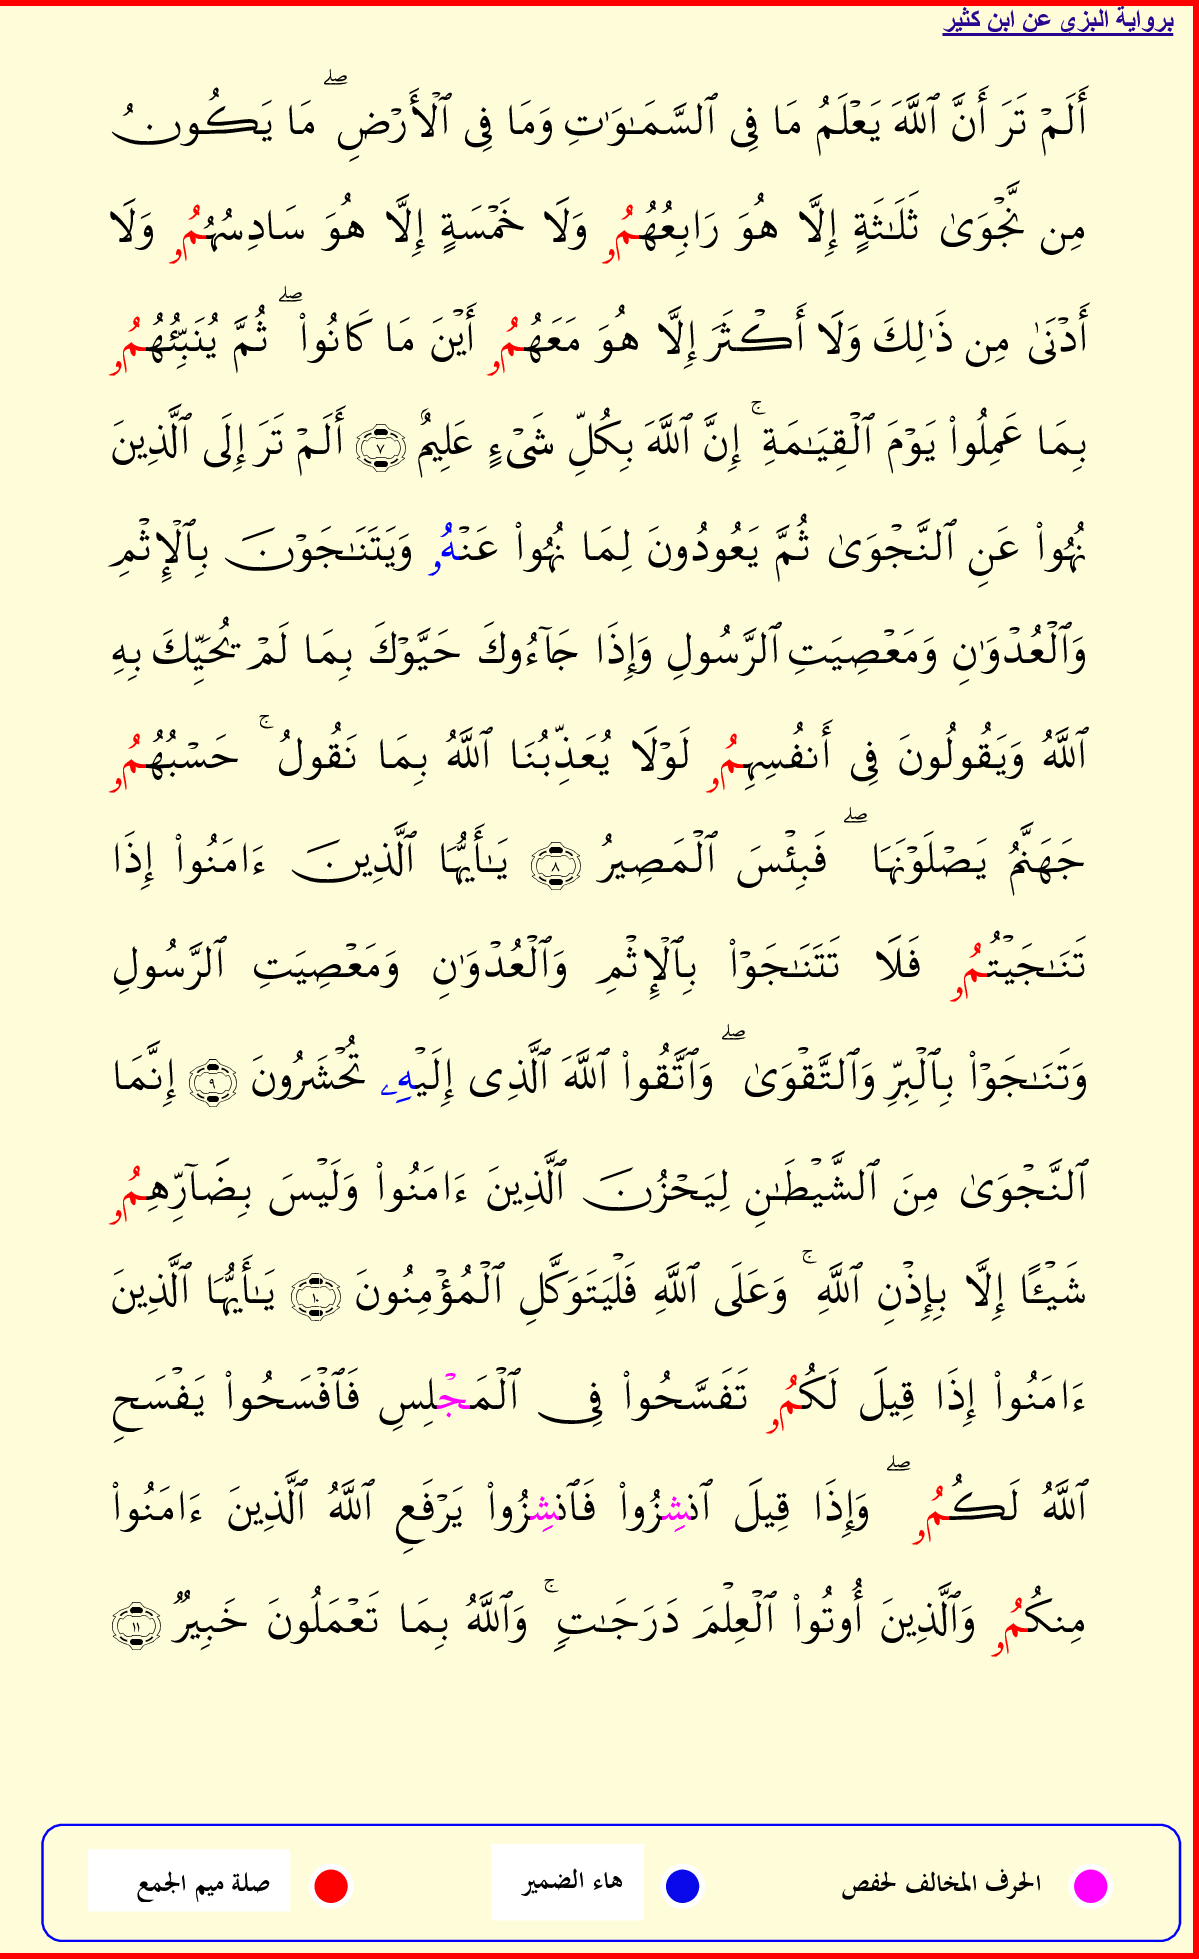 برواية البزي عن ابن كثير
أَلَمْ تَرَ أَنَّ ٱللَّهَ يَعْلَمُ مَا فِى ٱلسَّمَـٰوَٰتِ وَمَا فِى ٱلْأَرْضِ ۖ مَا يَكُونُ
مِن نَّجْوَىٰ ثَلَـٰثَةٍ إِلَّا هُوَ رَابِعُهُمُۥ وَلَا خَمْسَةٍ إِلَّا هُوَ سَادِسُهُمُۥ وَلَا
أَدْنَىٰ مِن ذَٰلِكَ وَلَا أَكْثَرَ إِلَّا هُوَ مَعَهُمُۥ أَيْنَ مَا كَانُوا۟ ۖ ثُمَّ يُنَبِّئُهُمُۥ
بِمَا عَمِلُوا۟ يَوْمَ ٱلْقِيَـٰمَةِ ۚ إِنَّ ٱللَّهَ بِكُلِّ شَىْءٍ عَلِيمٌ ٧ أَلَمْ تَرَ إِلَى ٱلَّذِينَ
نُهُوا۟ عَنِ ٱلنَّجْوَىٰ ثُمَّ يَعُودُونَ لِمَا نُهُوا۟ عَنْهُۥ وَيَتَنَـٰجَوْنَ بِٱلْإِثْمِ
وَٱلْعُدْوَٰنِ وَمَعْصِيَتِ ٱلرَّسُولِ وَإِذَا جَآءُوكَ حَيَّوْكَ بِمَا لَمْ يُحَيِّكَ بِهِ
ٱللَّهُ وَيَقُولُونَ فِى أَنفُسِهِمُۥ لَوْلَا يُعَذِّبُنَا ٱللَّهُ بِمَا نَقُولُ ۚ حَسْبُهُمُۥ
جَهَنَّمُ يَصْلَوْنَهَا ۖ فَبِئْسَ ٱلْمَصِيرُ ٨ يَـٰأَيُّهَا ٱلَّذِينَ ءَامَنُوا۟ إِذَا
تَنَـٰجَيْتُمُۥ فَلَا تَتَنَـٰجَوْا۟ بِٱلْإِثْمِ وَٱلْعُدْوَٰنِ وَمَعْصِيَتِ ٱلرَّسُولِ
وَتَنَـٰجَوْا۟ بِٱلْبِرِّ وَٱلتَّقْوَىٰ ۖ وَٱتَّقُوا۟ ٱللَّهَ ٱلَّذِى إِلَيْهِۦ تُحْشَرُونَ ٩ إِنَّمَا
ٱلنَّجْوَىٰ مِنَ ٱلشَّيْطَـٰنِ لِيَحْزُنَ ٱلَّذِينَ ءَامَنُوا۟ وَلَيْسَ بِضَآرِّهِمُۥ
شَيْـًٔا إِلَّا بِإِذْنِ ٱللَّهِ ۚ وَعَلَى ٱللَّهِ فَلْيَتَوَكَّلِ ٱلْمُؤْمِنُونَ ١٠ يَـٰأَيُّهَا ٱلَّذِينَ
ءَامَنُوا۟ إِذَا قِيلَ لَكُمُۥ تَفَسَّحُوا۟ فِى ٱلْمَجْلِسِ فَٱفْسَحُوا۟ يَفْسَحِ
ٱللَّهُ لَكُمُۥ ۖ وَإِذَا قِيلَ ٱنشِزُوا۟ فَٱنشِزُوا۟ يَرْفَعِ ٱللَّهُ ٱلَّذِينَ ءَامَنُوا۟
مِنكُمُۥ وَٱلَّذِينَ أُوتُوا۟ ٱلْعِلْمَ دَرَجَـٰتٍ ۚ وَٱللَّهُ بِمَا تَعْمَلُونَ خَبِيرٌ ١١
الحرف المخالف لحفص هاء الضمير صلة ميم الجمع